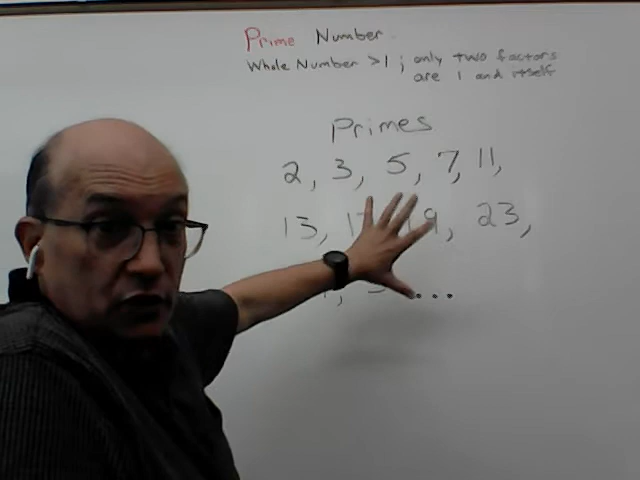 Prime Number
Whole Number >1 ; only two factors
are 1 and itself
Primes
2, 3, 5, 7, 11,
13, 19, 23,
...